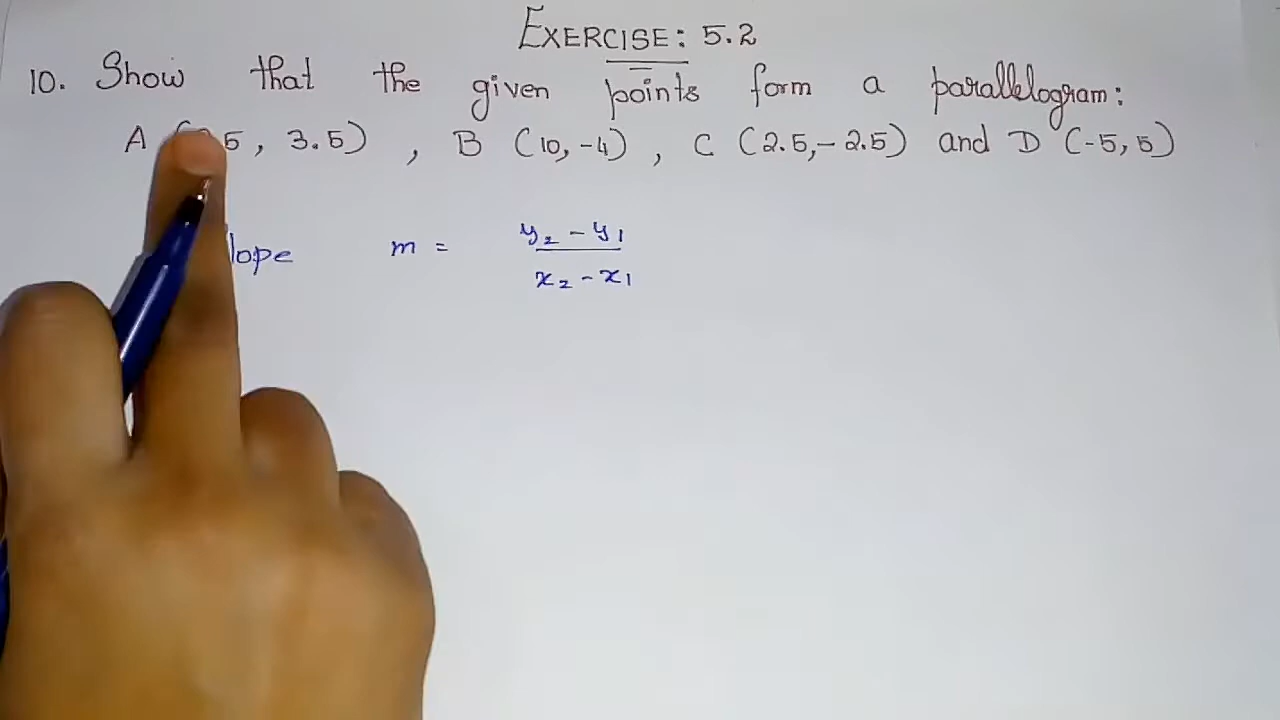 EXERCISE: 5.2
10. Show that the given points form a parallelogram:
A ( 5, 3.5) , B (10, -4) , C (2.5, -2.5) and D (-5, 5)
lope m = y₂ - y₁ / x₂ - x₁